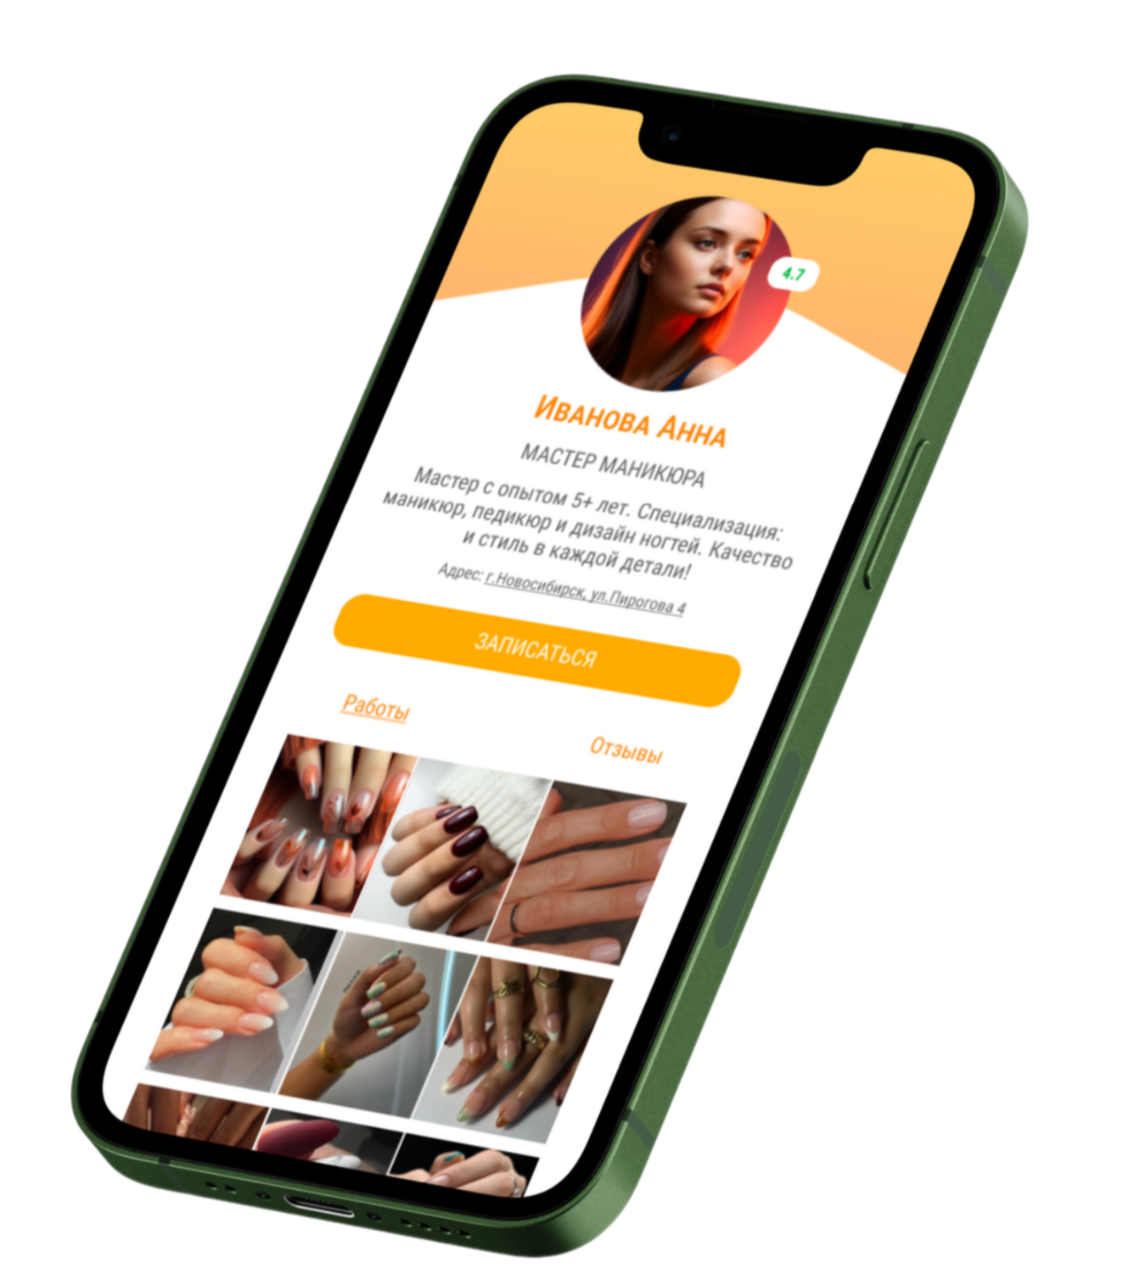 4.7
Иванова Анна
МАСТЕР МАНИКЮРА
Мастер с опытом 5+ лет. Специализация:
маникюр, педикюр и дизайн ногтей. Качество
и стиль в каждой детали!
Адрес: г.Новосибирск, ул.Пирогова 4
ЗАПИСАТЬСЯ
Работы
Отзывы